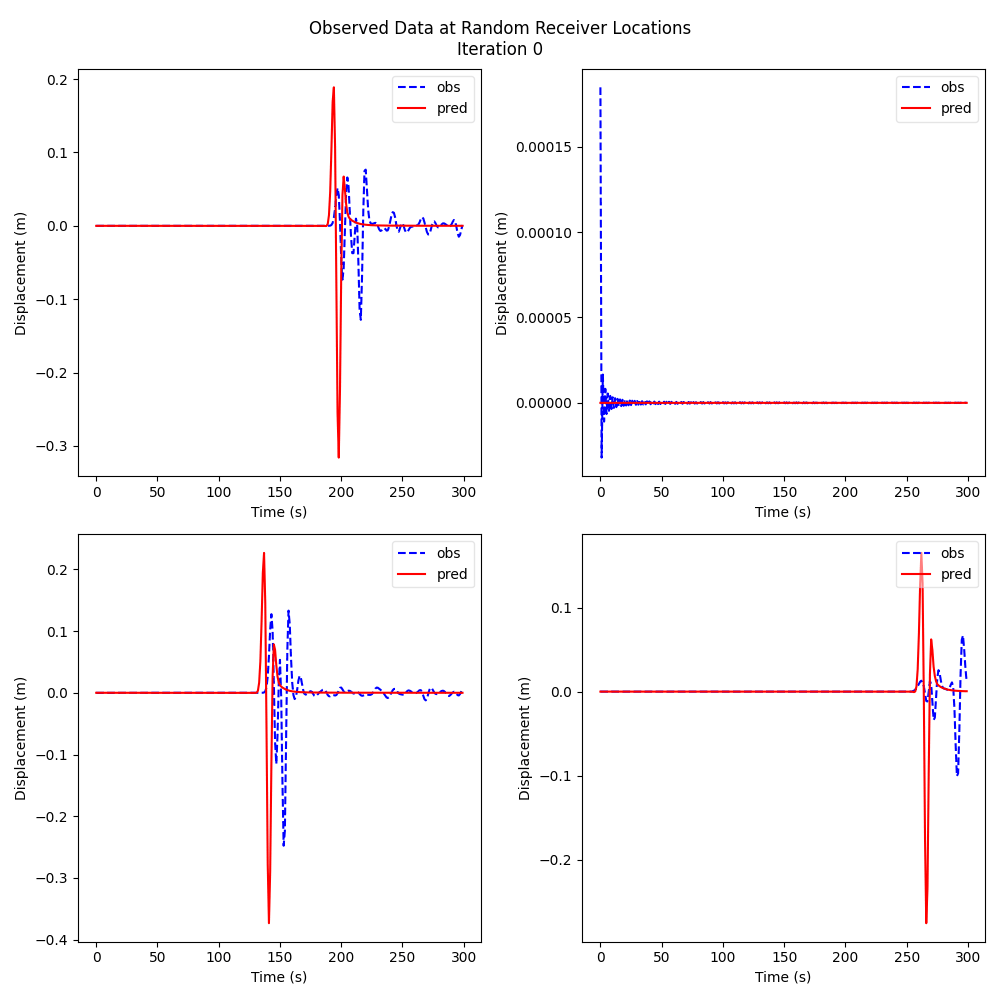 Observed Data at Random Receiver Locations
Iteration 0
0.2
0.1
0.0
−0.1
−0.2
−0.3
Displacement (m)
0 50 100 150 200 250 300
Time (s)
obs
pred
0.00015
0.00010
0.00005
0.00000
Displacement (m)
0 50 100 150 200 250 300
Time (s)
obs
pred
0.2
0.1
0.0
−0.1
−0.2
−0.3
−0.4
Displacement (m)
0 50 100 150 200 250 300
Time (s)
obs
pred
0.1
0.0
−0.1
−0.2
Displacement (m)
0 50 100 150 200 250 300
Time (s)
obs
pred